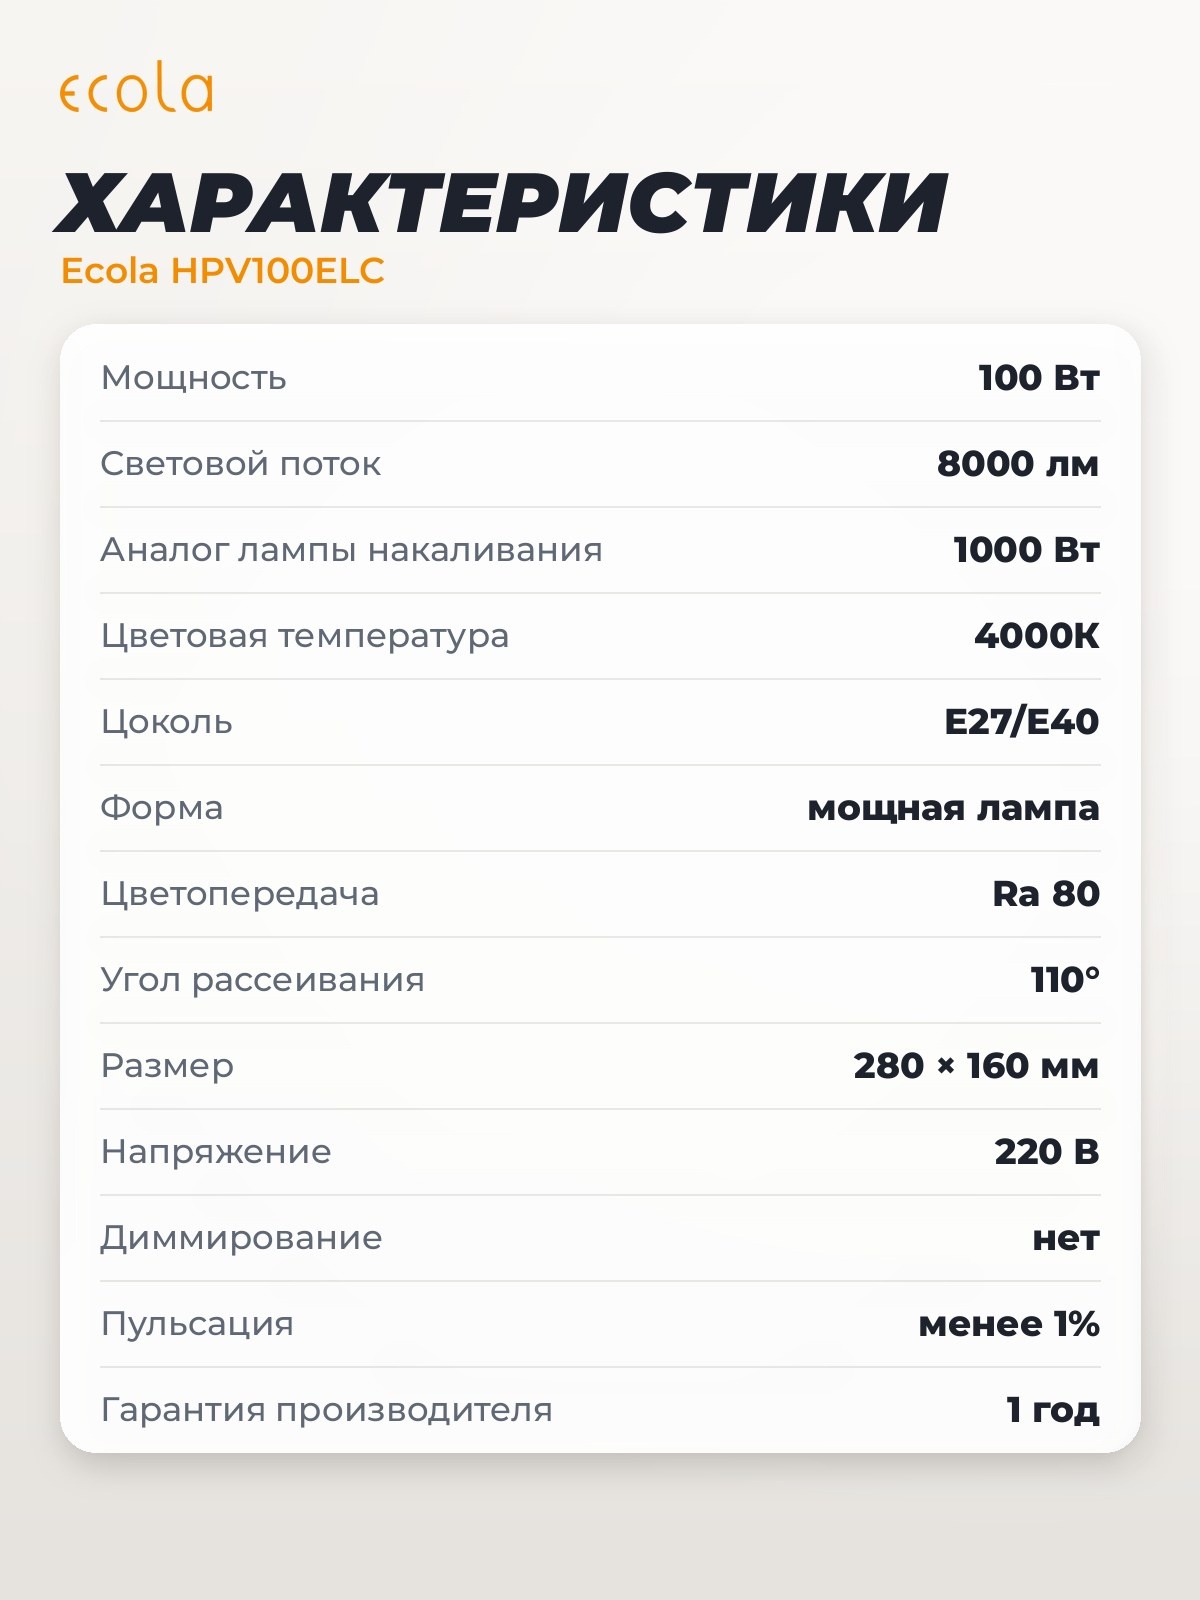 ecola
ХАРАКТЕРИСТИКИ
Ecola HPV100ELC
Мощность 100 Вт
Световой поток 8000 лм
Аналог лампы накаливания 1000 Вт
Цветовая температура 4000К
Цоколь E27/E40
Форма мощная лампа
Цветопередача Ra 80
Угол рассеивания 110°
Размер 280 × 160 мм
Напряжение 220 В
Диммирование нет
Пульсация менее 1%
Гарантия производителя 1 год